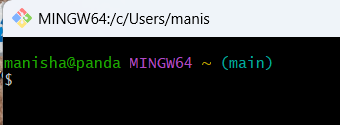 MINGW64:/c/Users/manis
manisha@panda MINGW64 ~ (main)
$